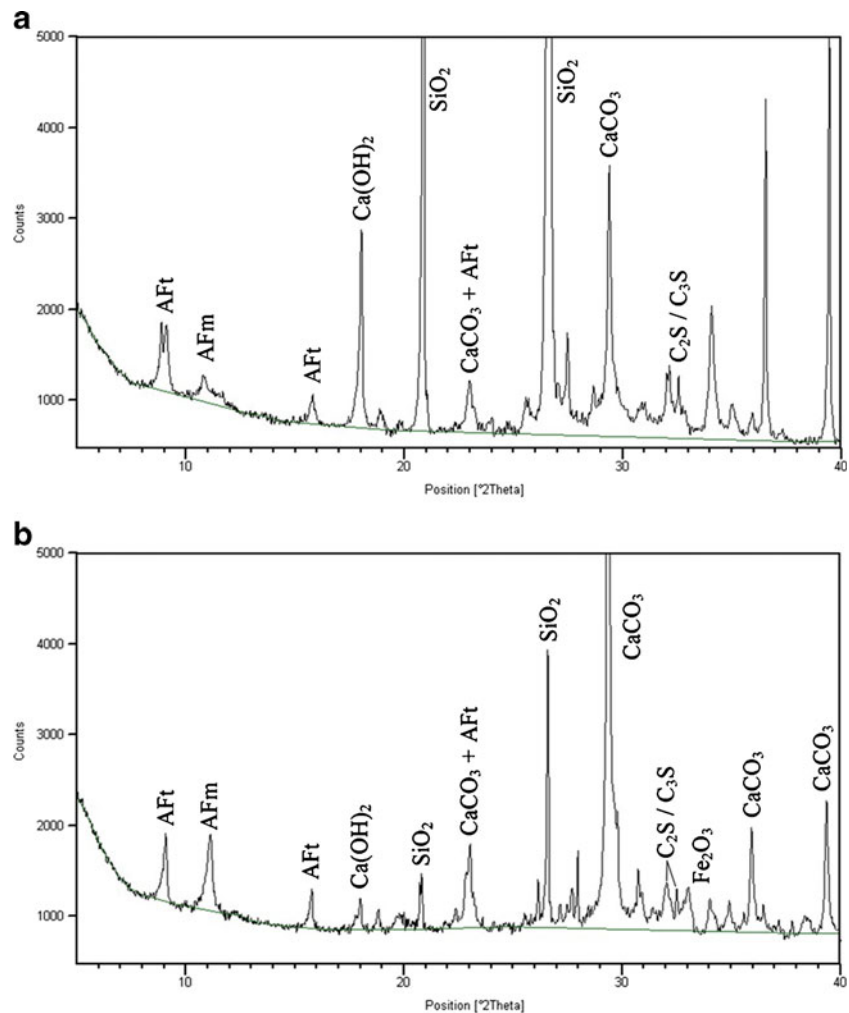 a
5000
4000
3000
2000
1000
Counts
AFt
AFm
AFt
Ca(OH)2
SiO2
CaCO3 + AFt
SiO2
CaCO3
C2S / C3S
10
20
30
40
Position [°2Theta]
b
5000
4000
3000
2000
1000
Counts
AFt
AFm
AFt
Ca(OH)2
SiO2
CaCO3 + AFt
SiO2
CaCO3
C2S / C3S
Fe2O3
CaCO3
CaCO3
10
20
30
40
Position [°2Theta]